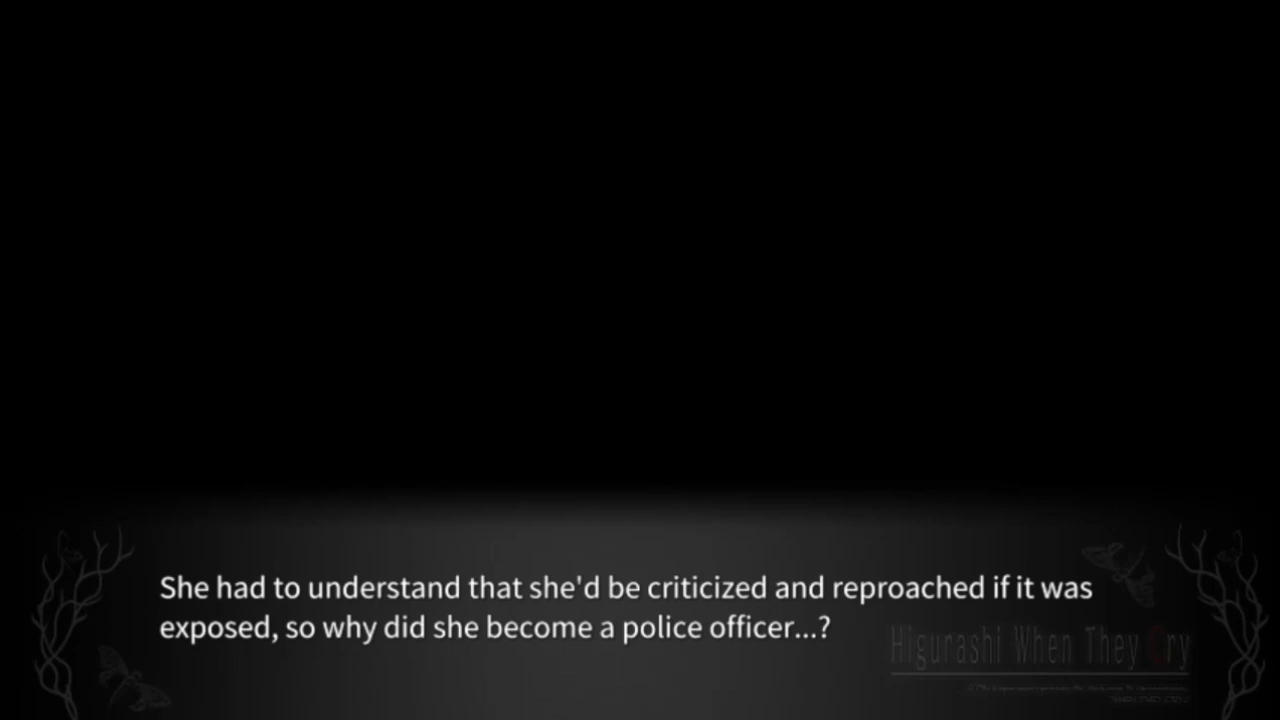 She had to understand that she'd be criticized and reproached if it was
exposed, so why did she become a police officer...?
Higurashi When They Cry